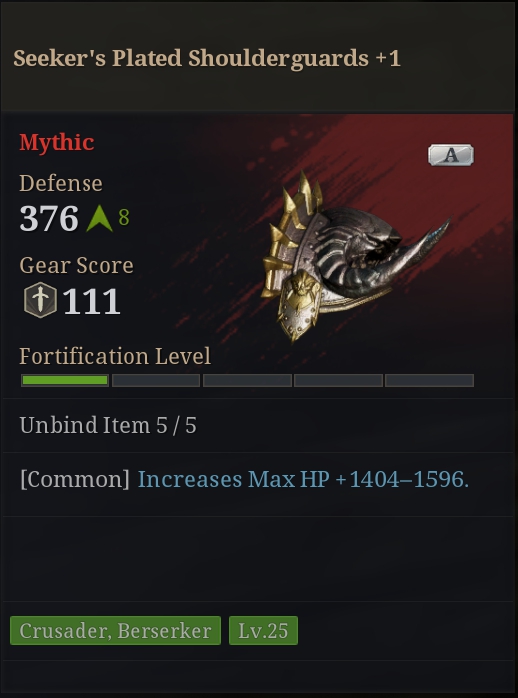 Seeker's Plated Shoulderguards +1
Mythic
A
Defense
376 8
Gear Score
111
Fortification Level
Unbind Item 5 / 5
[Common] Increases Max HP +1404–1596.
Crusader, Berserker Lv.25